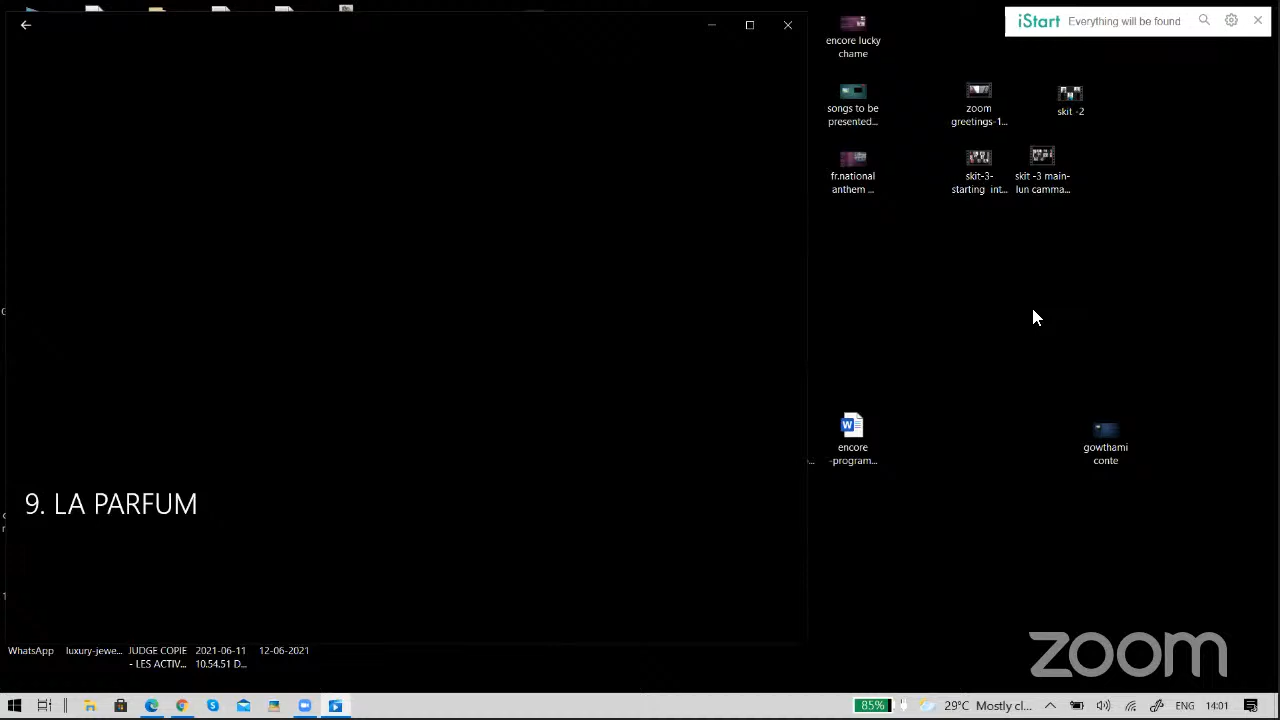 iStart Everything will be found
encore lucky
chame
songs to be
presented...
zoom
greetings-1...
skit -2
fr.national
anthem ...
skit-3-
starting int...
skit -3 main-
lun camma...
W
encore
-program...
gowthami
conte
9. LA PARFUM
WhatsApp
luxury-jewe...
JUDGE COPIE
- LES ACTIV...
2021-06-11
10.54.51 D...
12-06-2021
zoom
85%
29°C Mostly cl...
ENG
14:01